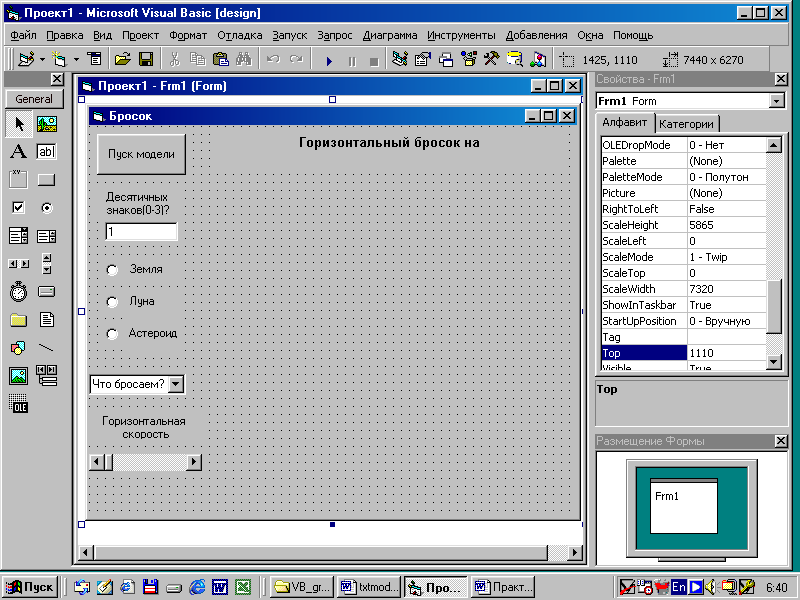 Проект1 - Microsoft Visual Basic [design]
Файл Правка Вид Проект Формат Отладка Запуск Запрос Диаграмма Инструменты Добавления Окна Помощь
1425, 1110 7440 x 6270
General
A ab|
xv
OLE
Проект1 - Frm1 (Form)
Бросок
Пуск модели
Горизонтальный бросок на
Десятичных
знаков(0-3)?
1
Земля
Луна
Астероид
Что бросаем?
Горизонтальная
скорость
Свойства - Frm1
Frm1 Form
Алфавит Категории
OLEDropMode 0 - Нет
Palette (None)
PaletteMode 0 - Полутон
Picture (None)
RightToLeft False
ScaleHeight 5865
ScaleLeft 0
ScaleMode 1 - Twip
ScaleTop 0
ScaleWidth 7320
ShowInTaskbar True
StartUpPosition 0 - Вручную
Tag
Top 1110
Visible True
Top
Размещение Формы
Frm1
Пуск VB_gr... txtmod... Про... Практ... En 6:40